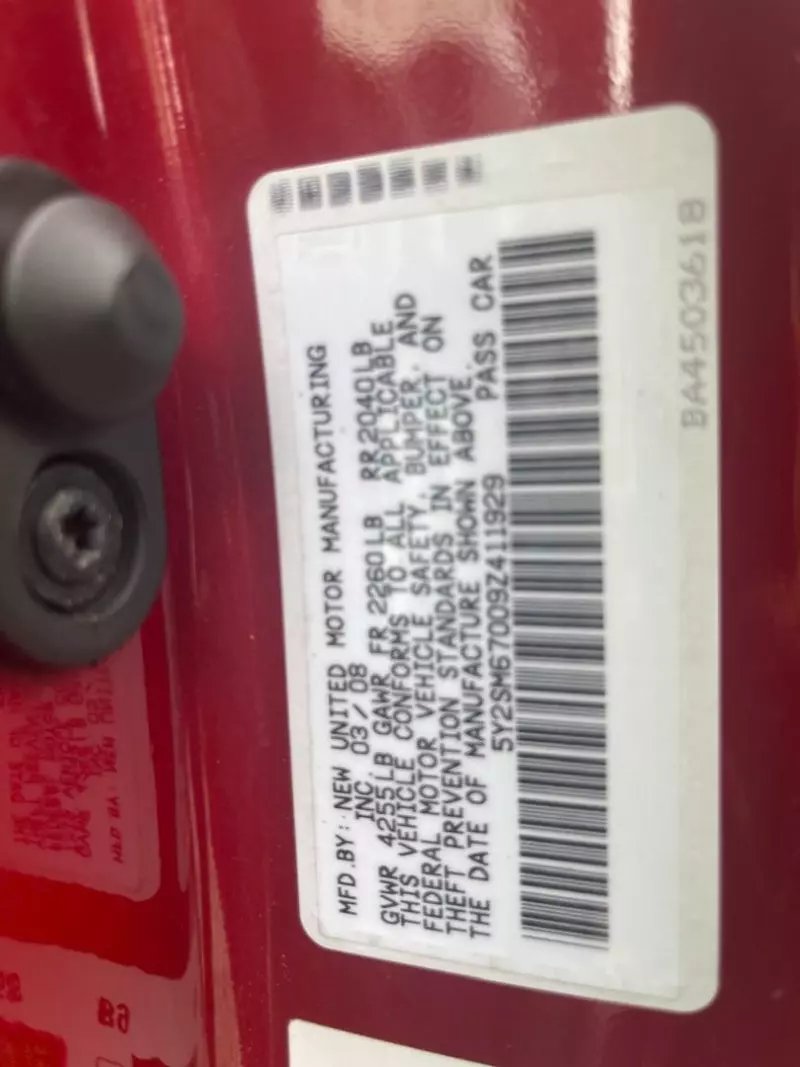 MFD.BY: NEW UNITED MOTOR MANUFACTURING
INC. 03/08
GVWR 4255LB GAWR FR 2260LB RR2040LB
THIS VEHICLE CONFORMS TO ALL APPLICABLE
FEDERAL MOTOR VEHICLE SAFETY, BUMPER, AND
THEFT PREVENTION STANDARDS IN EFFECT ON
THE DATE OF MANUFACTURE SHOWN ABOVE.
5Y2SM67009Z411929 PASS CAR
BA4503618